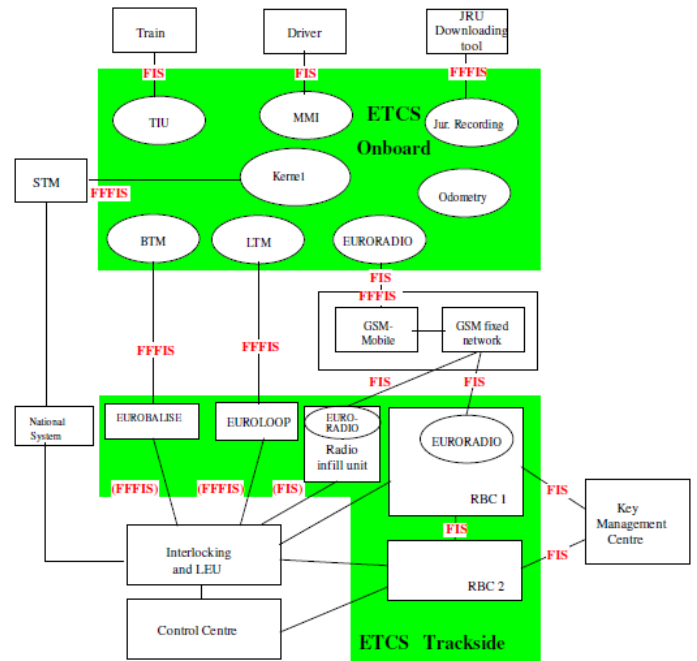 Train
Driver
JRU
Downloading
tool
FIS
FIS
FFFIS
TIU
MMI
ETCS
Jur. Recording
Onboard
Kernel
STM
FFFIS
Odometry
BTM
LTM
EURORADIO
FIS
FFFIS
GSM-
Mobile
GSM fixed
network
FFFIS
FFFIS
FIS
FIS
National
System
EUROBALISE
EUROLOOP
EURO-
RADIO
Radio
infill unit
EURORADIO
(FFFIS)
(FFFIS)
(FIS)
RBC 1
FIS
Key
Management
Centre
FIS
Interlocking
and LEU
FIS
RBC 2
Control Centre
ETCS Trackside